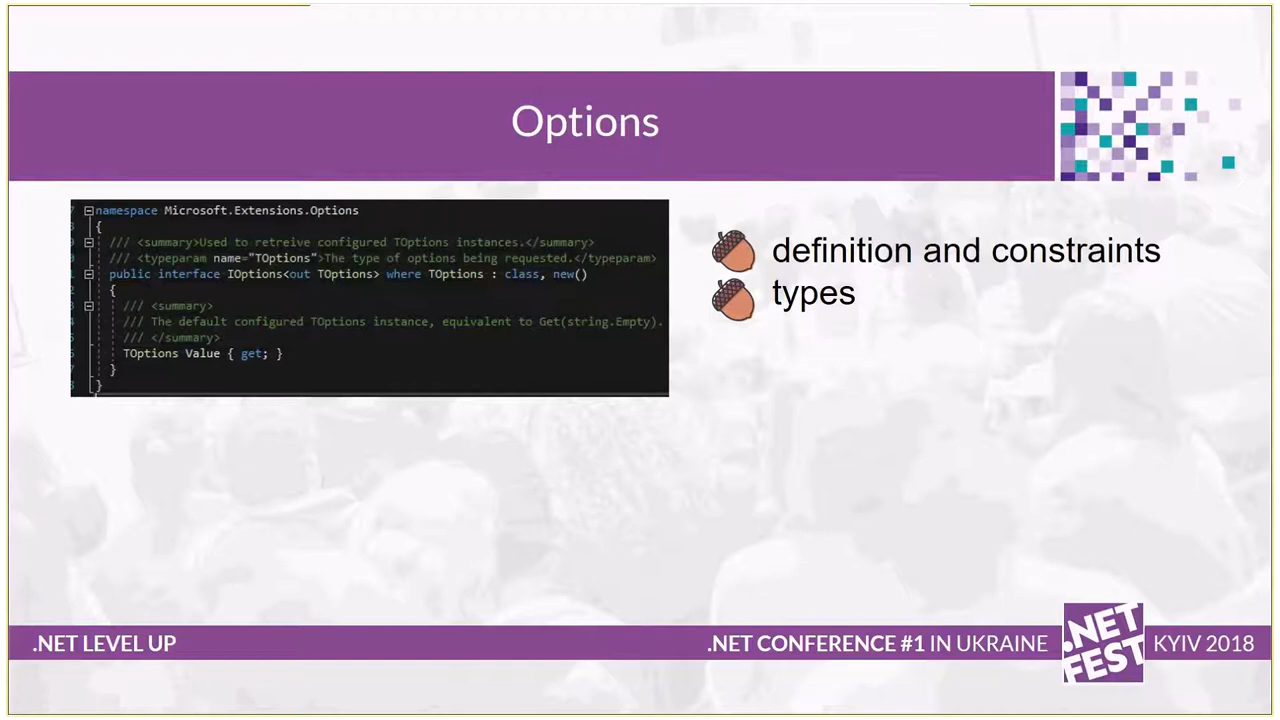 Options
namespace Microsoft.Extensions.Options
{
/// <summary>Used to retreive configured TOptions instances.</summary>
/// <typeparam name="TOptions">The type of options being requested.</typeparam>
public interface IOptions<out TOptions> where TOptions : class, new()
{
/// <summary>
/// The default configured TOptions instance, equivalent to Get(string.Empty).
/// </summary>
TOptions Value { get; }
}
}
definition and constraints
types
.NET LEVEL UP
.NET CONFERENCE #1 IN UKRAINE
.NET
FEST
KYIV 2018